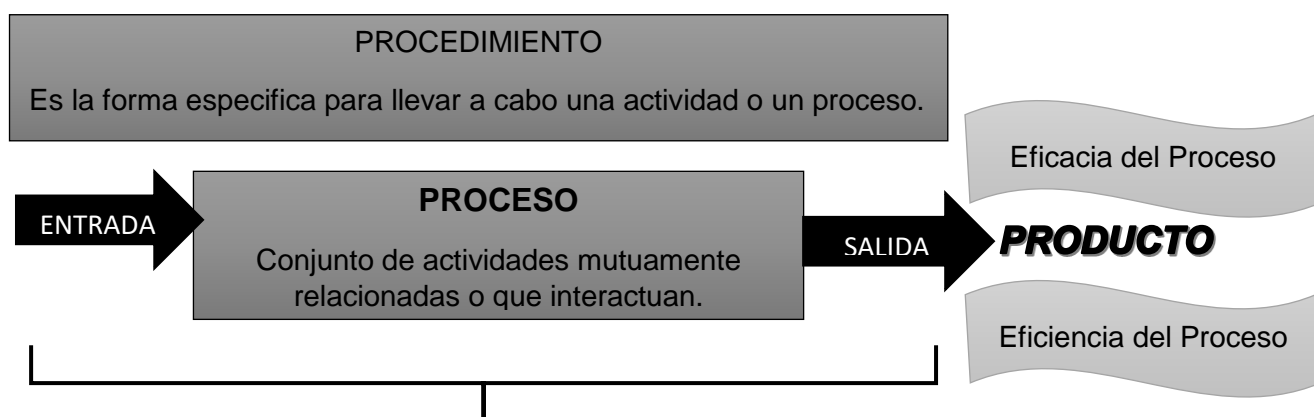 PROCEDIMIENTO
Es la forma especifica para llevar a cabo una actividad o un proceso.
Eficacia del Proceso
ENTRADA
PROCESO
Conjunto de actividades mutuamente
relacionadas o que interactuan.
SALIDA
PRODUCTO
Eficiencia del Proceso